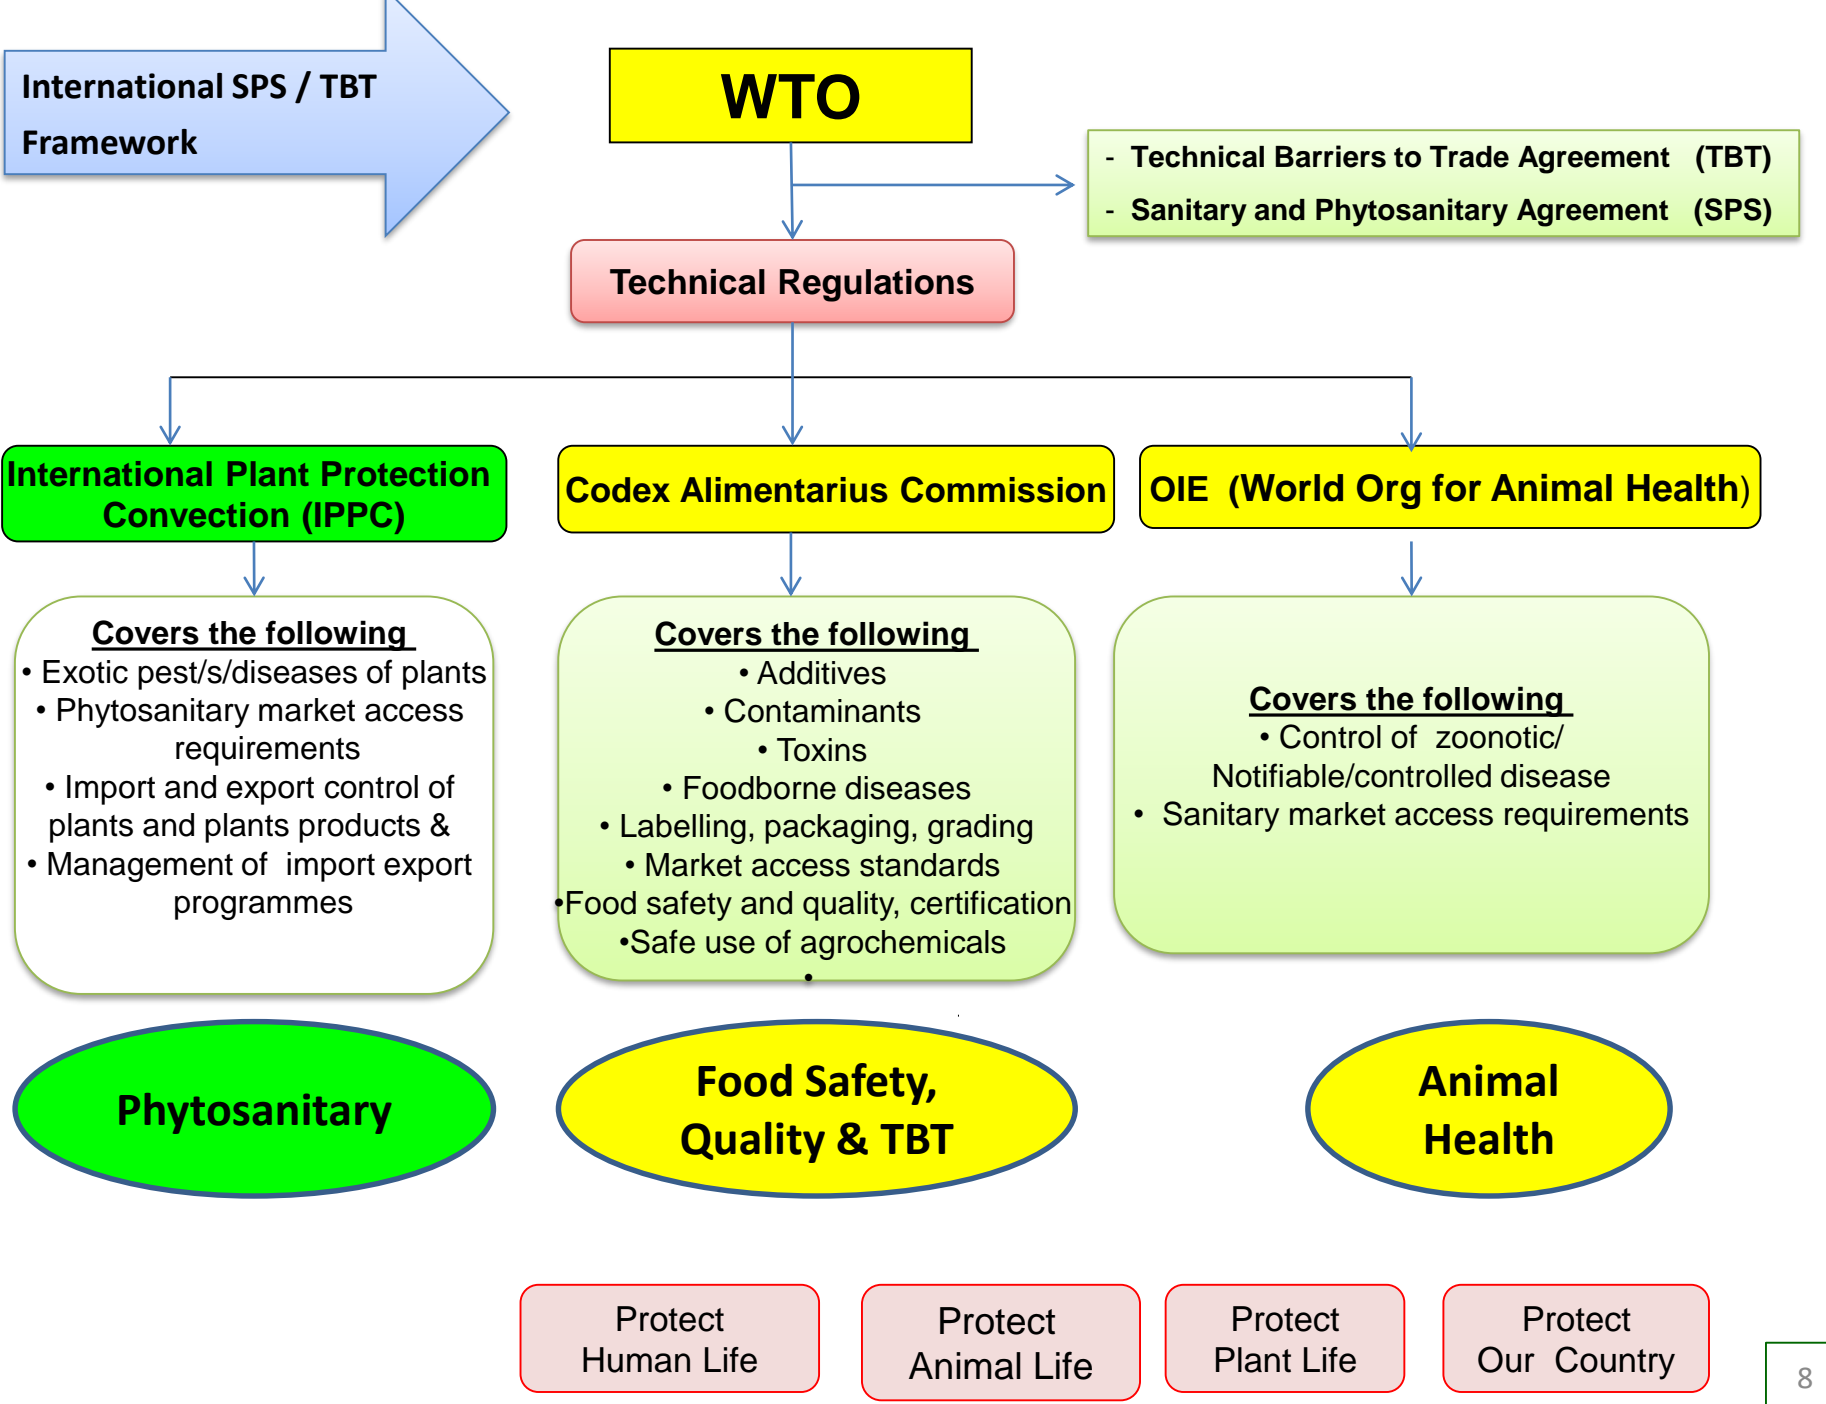 International SPS / TBT
Framework
WTO
- Technical Barriers to Trade Agreement (TBT)
- Sanitary and Phytosanitary Agreement (SPS)
Technical Regulations
International Plant Protection
Convection (IPPC)
Codex Alimentarius Commission
OIE (World Org for Animal Health)
Covers the following
• Exotic pest/s/diseases of plants
• Phytosanitary market access
requirements
• Import and export control of
plants and plants products &
• Management of import export
programmes
Covers the following
• Additives
• Contaminants
• Toxins
• Foodborne diseases
• Labelling, packaging, grading
• Market access standards
•Food safety and quality, certification
•Safe use of agrochemicals
•
Covers the following
• Control of zoonotic/
Notifiable/controlled disease
• Sanitary market access requirements
Phytosanitary
Food Safety,
Quality & TBT
Animal
Health
Protect
Human Life
Protect
Animal Life
Protect
Plant Life
Protect
Our Country
8